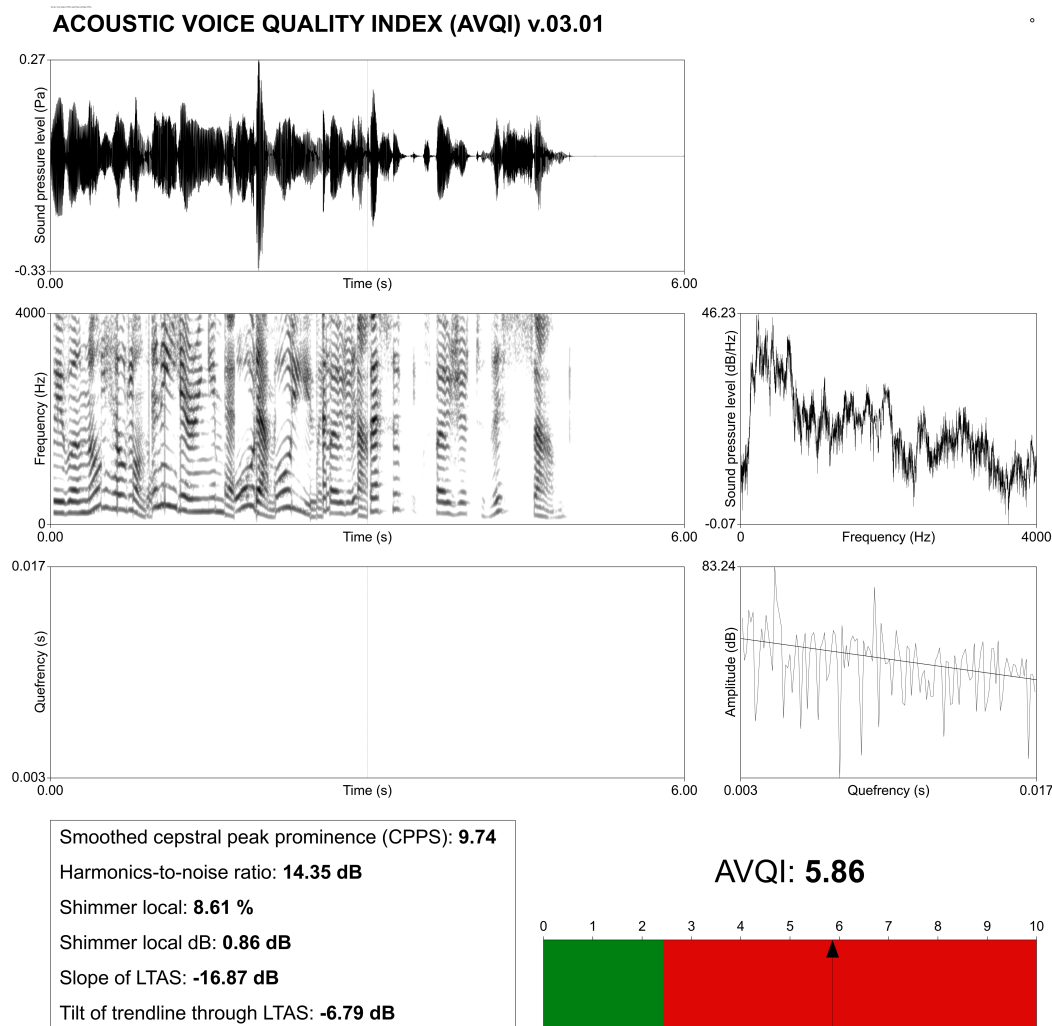 ACOUSTIC VOICE QUALITY INDEX (AVQI) v.03.01
0.27
Sound pressure level (Pa)
-0.33
0.00
Time (s)
6.00
4000
Frequency (Hz)
0
0.00
Time (s)
6.00
46.23
Sound pressure level (dB/Hz)
-0.07
0
Frequency (Hz)
4000
0.017
Quefrency (s)
0.003
0.00
Time (s)
6.00
83.24
Amplitude (dB)
0.003
Quefrency (s)
0.017
Smoothed cepstral peak prominence (CPPS): 9.74
Harmonics-to-noise ratio: 14.35 dB
Shimmer local: 8.61 %
Shimmer local dB: 0.86 dB
Slope of LTAS: -16.87 dB
Tilt of trendline through LTAS: -6.79 dB
AVQI: 5.86
0 1 2 3 4 5 6 7 8 9 10